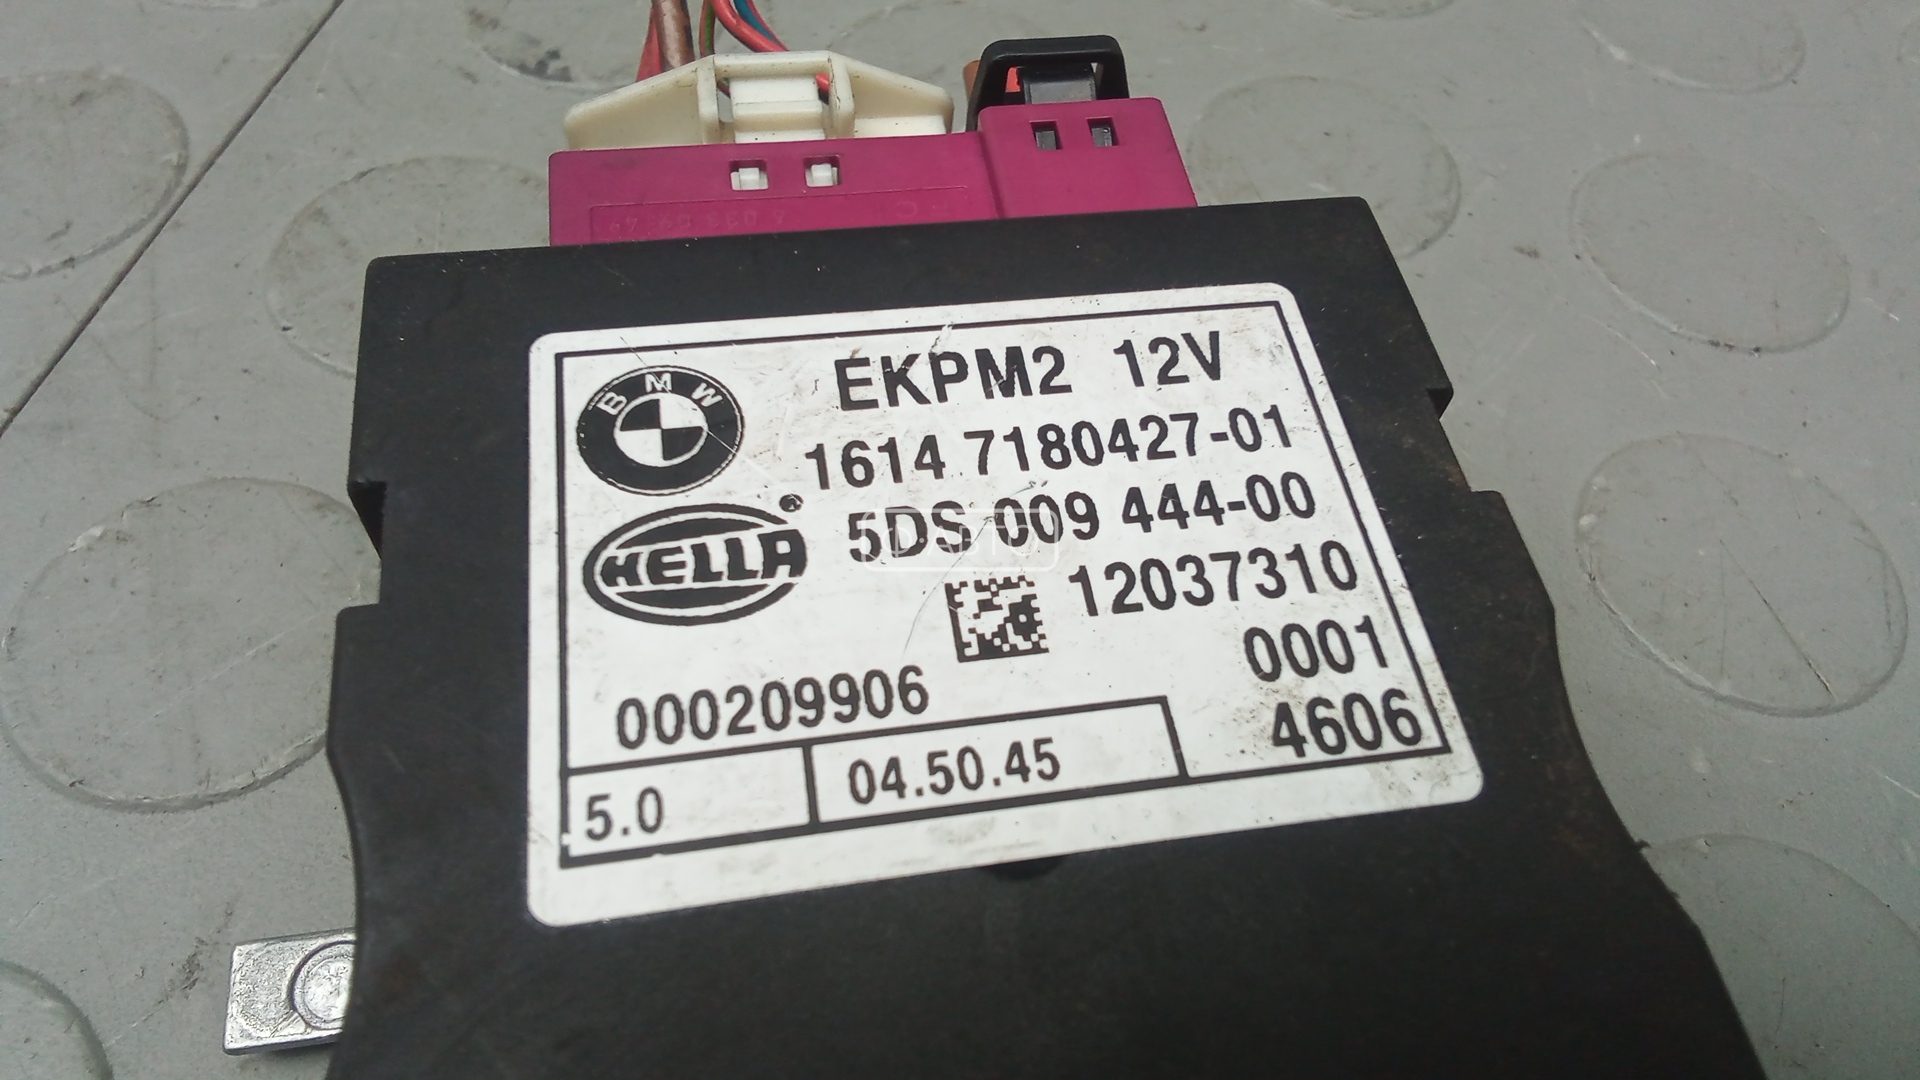 EKPM2 12V
BMW
1614 7180427-01
5DS 009 444-00
HELLA
12037310
0001
000209906
4606
5.0
04.50.45